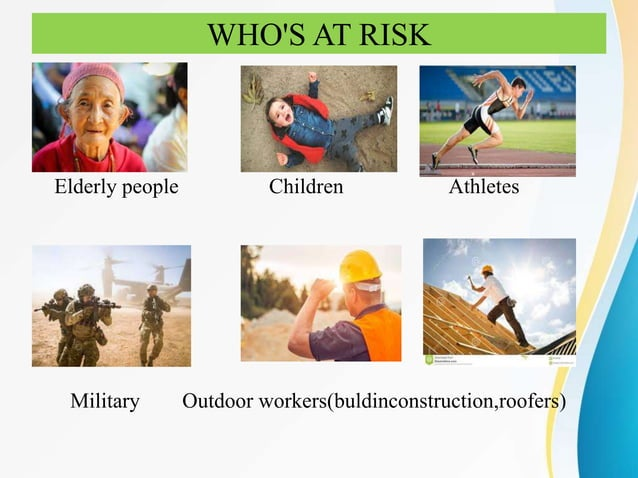 WHO'S AT RISK
Elderly people
Children
Athletes
Military
Outdoor workers(buldinconstruction,roofers)